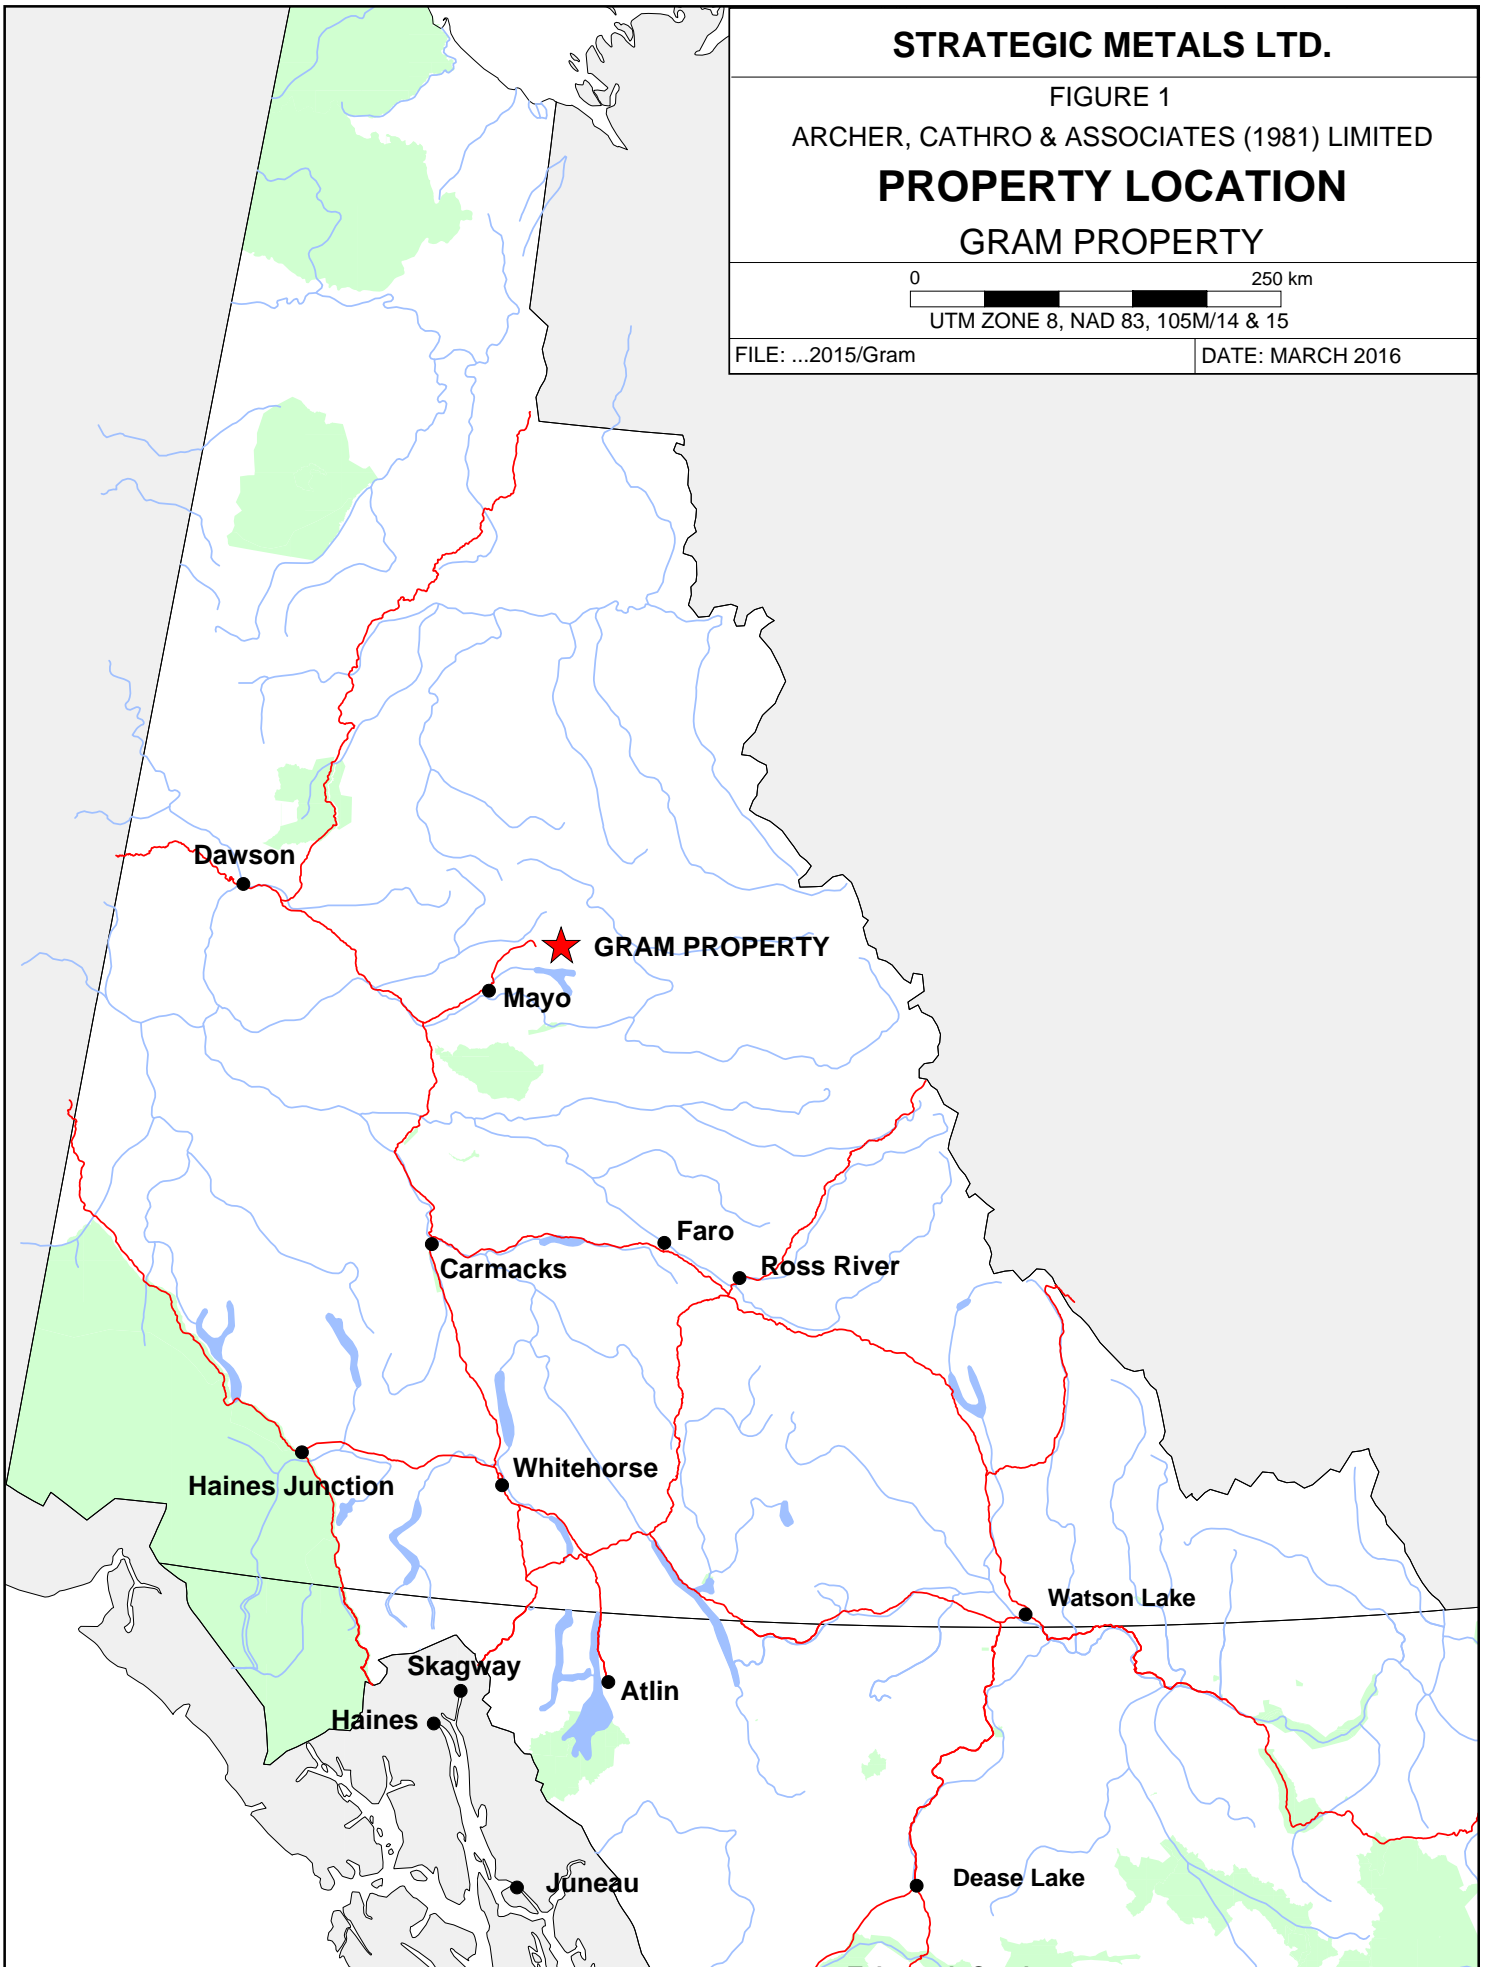 STRATEGIC METALS LTD.
FIGURE 1
ARCHER, CATHRO & ASSOCIATES (1981) LIMITED
PROPERTY LOCATION
GRAM PROPERTY
0 250 km
UTM ZONE 8, NAD 83, 105M/14 & 15
FILE: ...2015/Gram
DATE: MARCH 2016
Dawson
GRAM PROPERTY
Mayo
Faro
Ross River
Carmacks
Whitehorse
Haines Junction
Watson Lake
Skagway
Atlin
Haines
Dease Lake
Juneau